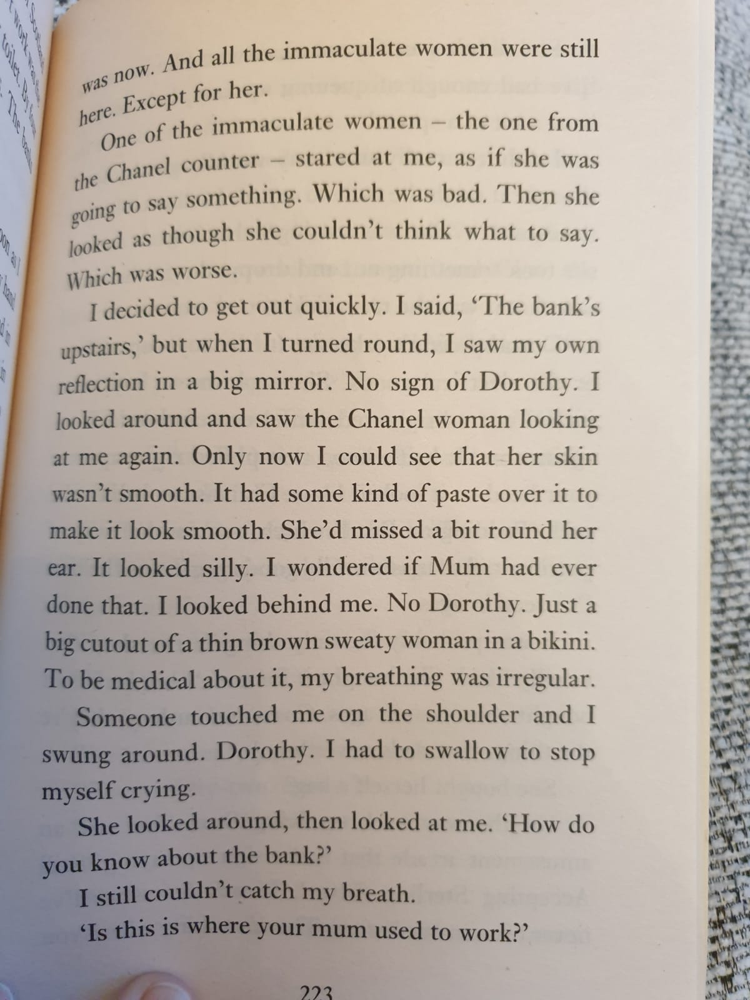 was now. And all the immaculate women were still
here. Except for her.
One of the immaculate women – the one from
the Chanel counter – stared at me, as if she was
going to say something. Which was bad. Then she
looked as though she couldn’t think what to say.
Which was worse.
I decided to get out quickly. I said, ‘The bank’s
upstairs,’ but when I turned round, I saw my own
reflection in a big mirror. No sign of Dorothy. I
looked around and saw the Chanel woman looking
at me again. Only now I could see that her skin
wasn’t smooth. It had some kind of paste over it to
make it look smooth. She’d missed a bit round her
ear. It looked silly. I wondered if Mum had ever
done that. I looked behind me. No Dorothy. Just a
big cutout of a thin brown sweaty woman in a bikini.
To be medical about it, my breathing was irregular.
Someone touched me on the shoulder and I
swung around. Dorothy. I had to swallow to stop
myself crying.
She looked around, then looked at me. ‘How do
you know about the bank?’
I still couldn’t catch my breath.
‘Is this is where your mum used to work?’
223